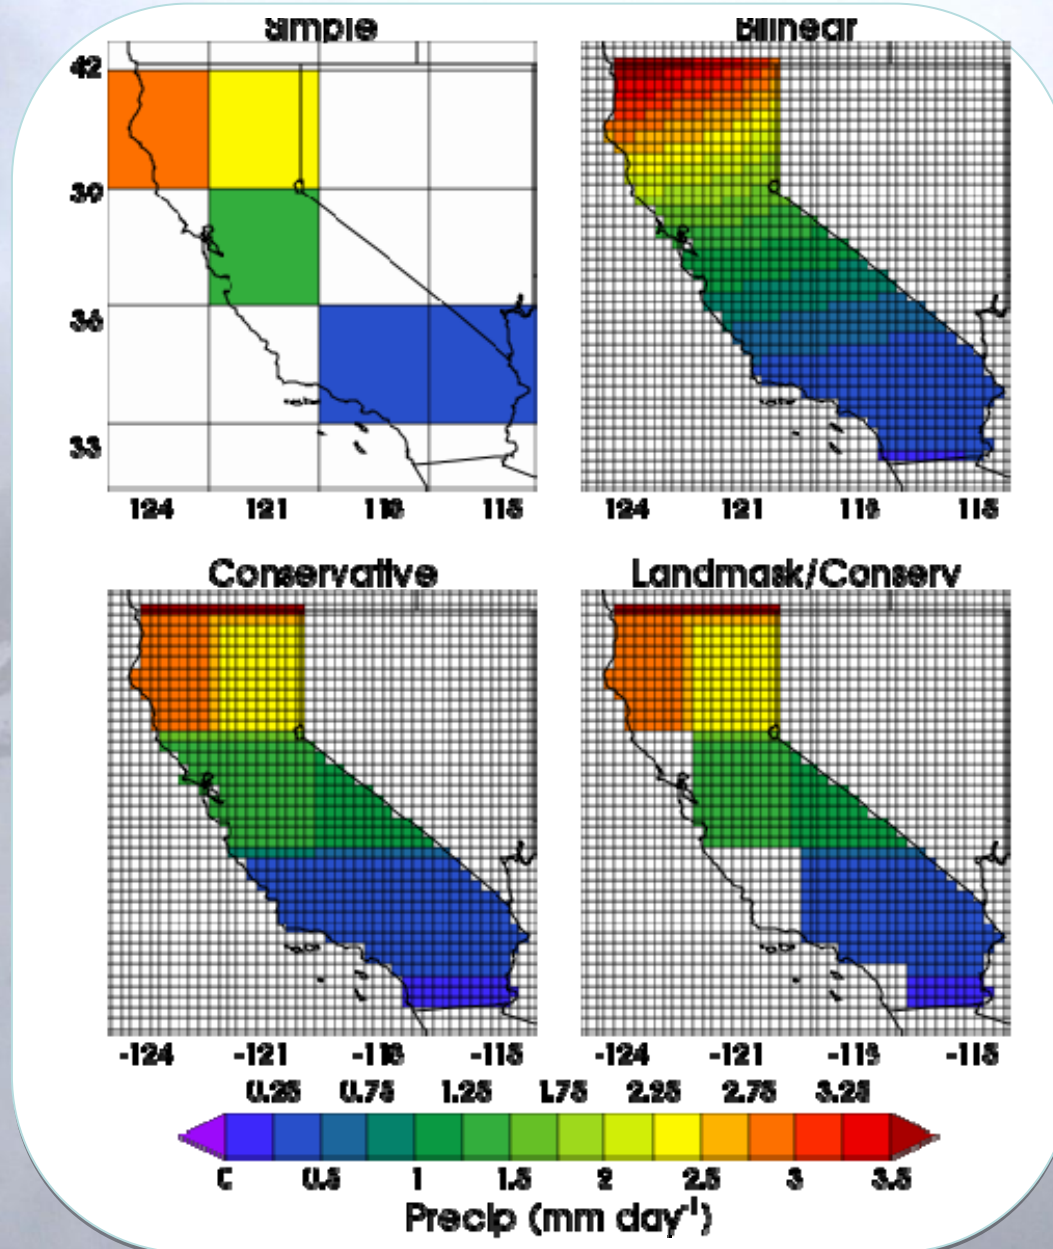 Simple Bilinear
42
39
36
33
124 121 118 115 124 121 118 115
Conservative Landmask/Conserv
-124 -121 -118 -115 -124 -121 -118 -115
0.25 0.75 1.25 1.75 2.25 2.75 3.25
0 0.5 1 1.5 2 2.5 3 3.5
Precip (mm day⁻¹)